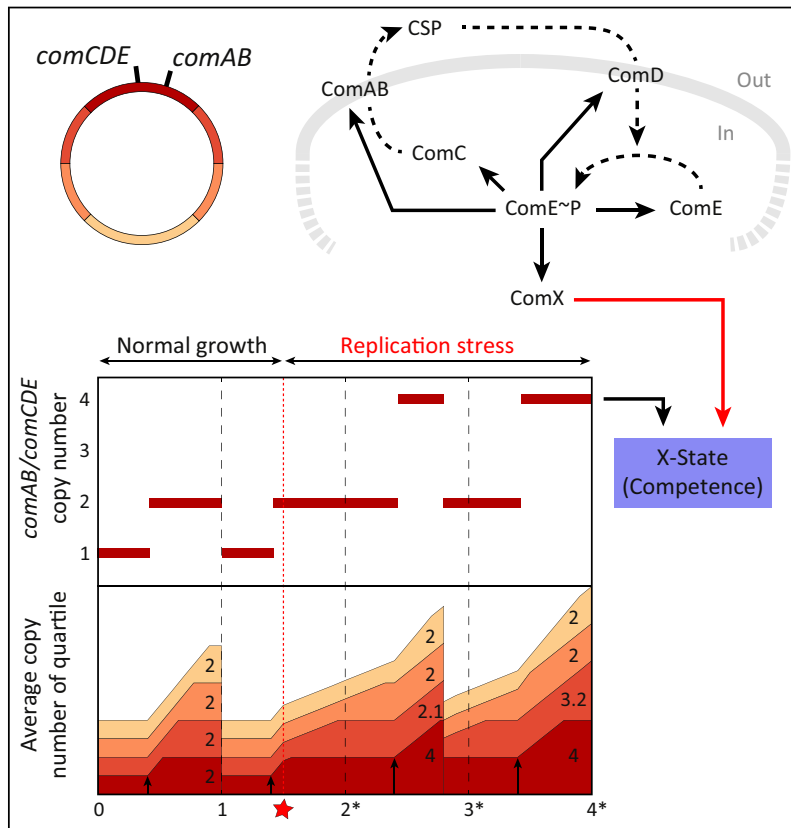 comCDE
comAB
CSP
ComAB
ComD
Out
In
ComC
ComE~P
ComE
ComX
Normal growth
Replication stress
comAB/comCDE
copy number
4
3
2
1
X-State
(Competence)
Average copy
number of quartile
2
2
2
2
2
2
2.1
4
2
2
3.2
4
0
1
2*
3*
4*